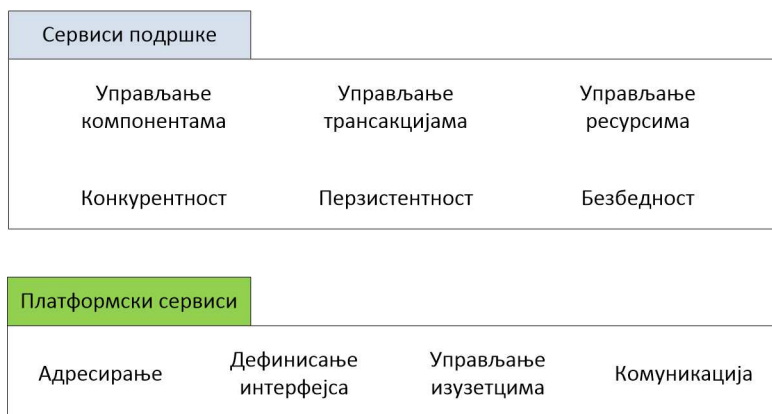 Сервиси подршке
Управљање Управљање Управљање
компонентама трансакцијама ресурсима
Конкурентност Перзистентност Безбедност
Платформски сервиси
Адресирање
Дефинисање
интерфејса
Управљање
изузетцима
Комуникација